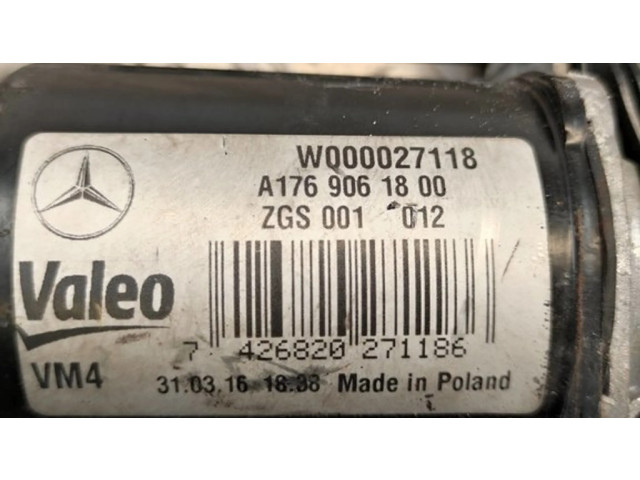 W000027118
A176 906 18 00
ZGS 001 012
Valeo
7 426820 271186
VM4 31.03.16 18:38 Made in Poland